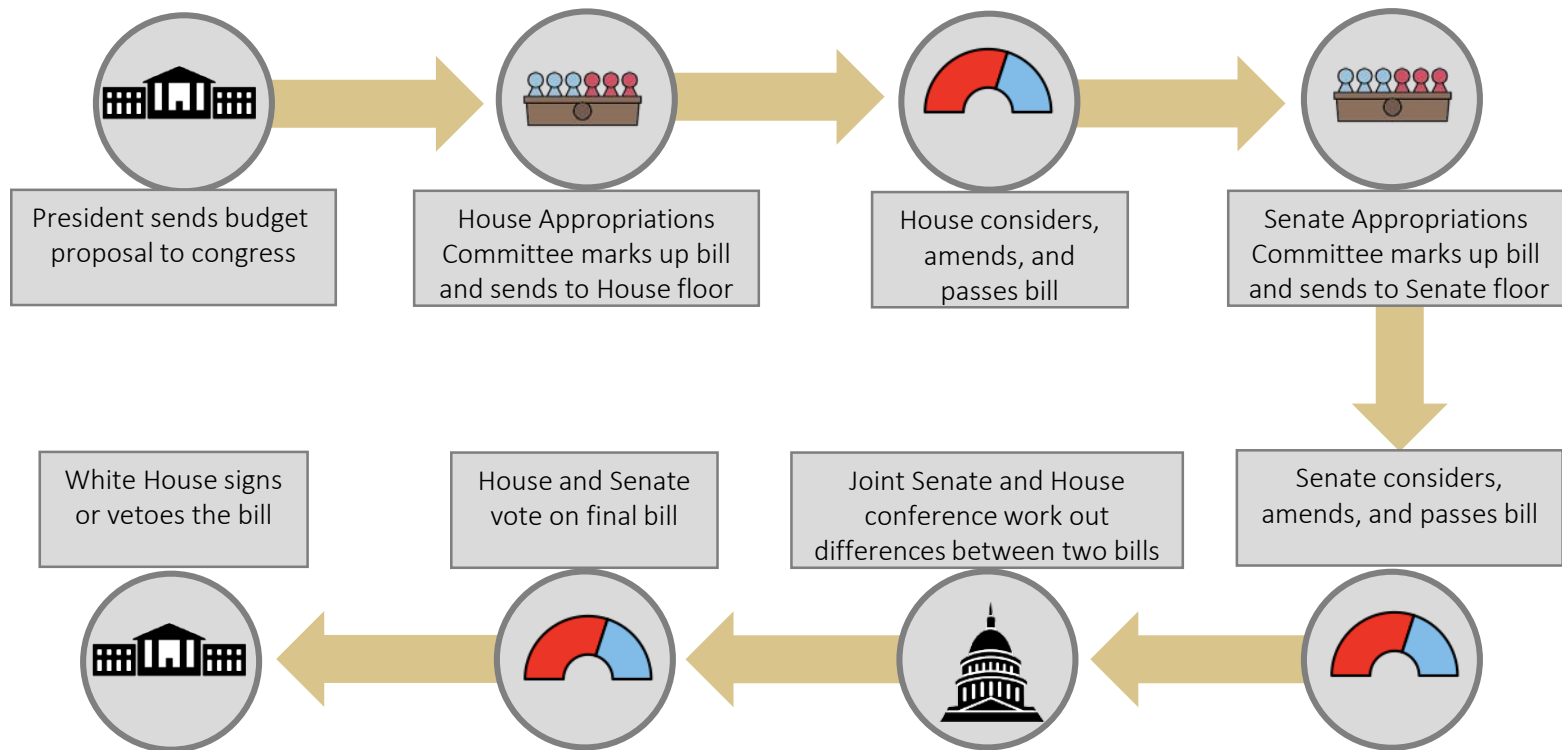 President sends budget
proposal to congress
House Appropriations
Committee marks up bill
and sends to House floor
House considers,
amends, and
passes bill
Senate Appropriations
Committee marks up bill
and sends to Senate floor
Senate considers,
amends, and passes bill
Joint Senate and House
conference work out
differences between two bills
House and Senate
vote on final bill
White House signs
or vetoes the bill